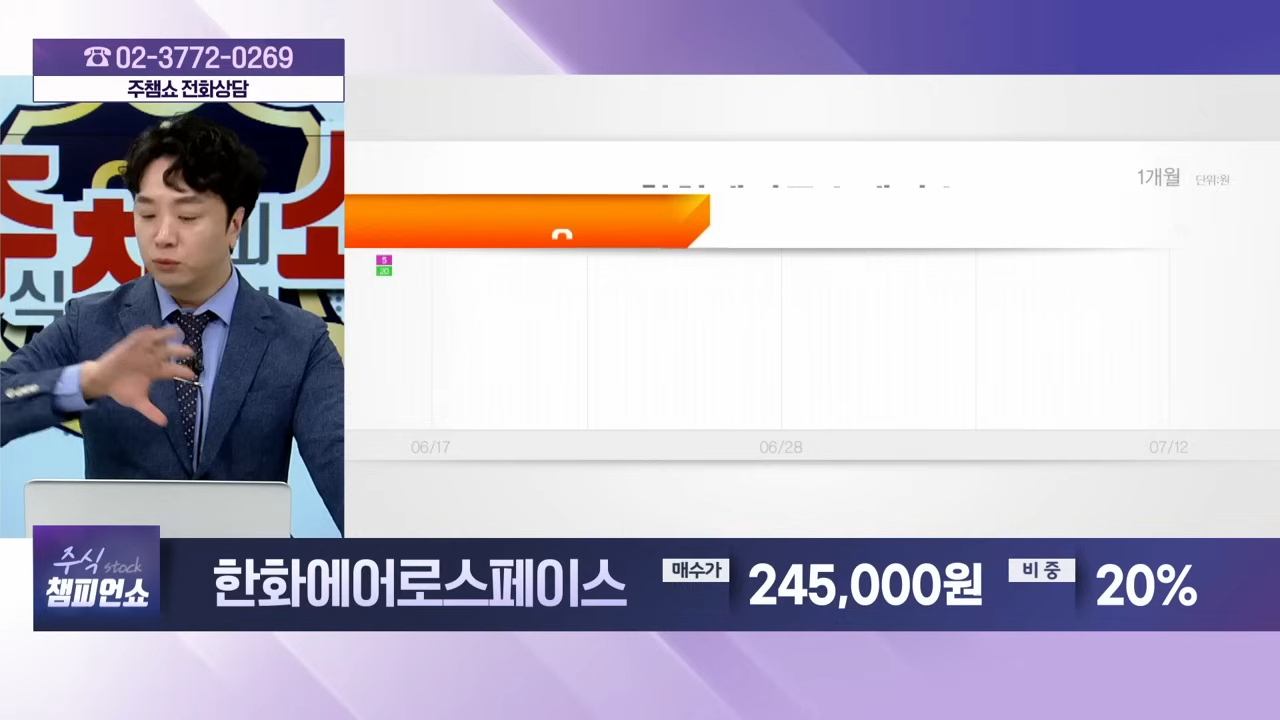 ☎02-3772-0269
주챔쇼 전화상담
1개월 단위:원
5
20
06/17 06/28 07/12
주식 stock
챔피언쇼
한화에어로스페이스 매수가 245,000원 비중 20%